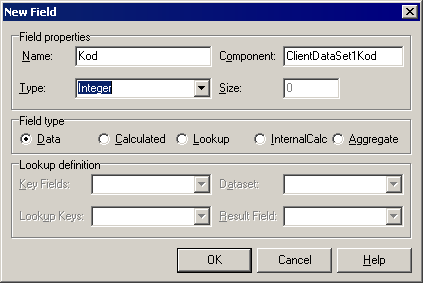 New Field
Field properties
Name: Kod Component: ClientDataSet1Kod
Type: Integer Size: 0
Field type
Data Calculated Lookup InternalCalc Aggregate
Lookup definition
Key Fields: Dataset:
Lookup Keys: Result Field:
OK Cancel Help